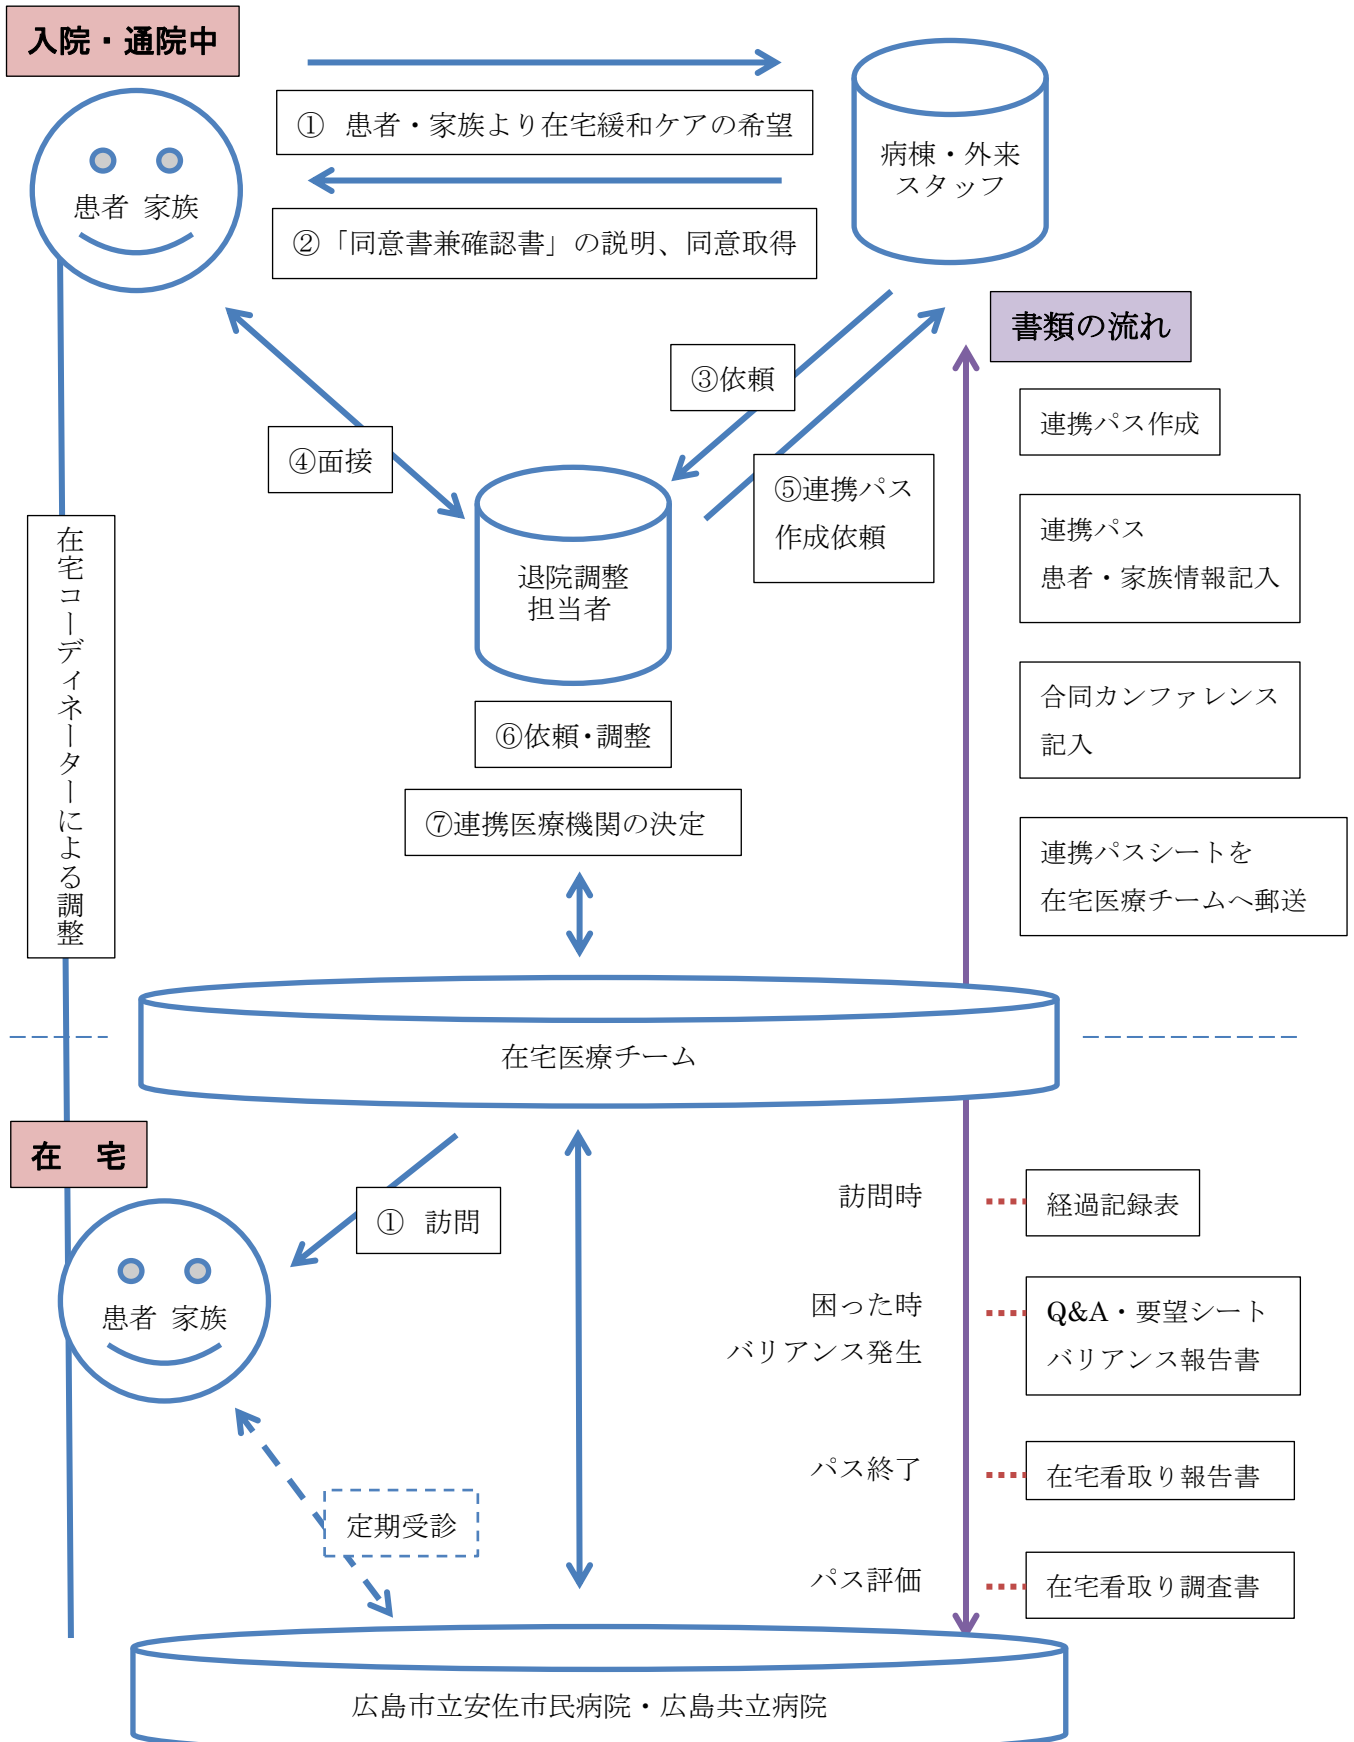 入院・通院中
① 患者・家族より在宅緩和ケアの希望
患者 家族
病棟・外来
スタッフ
②「同意書兼確認書」の説明、同意取得
書類の流れ
③依頼
④面接
⑤連携パス
作成依頼
連携パス作成
連携パス
患者・家族情報記入
退院調整
担当者
在宅コーディネーターによる調整
合同カンファレンス
記入
⑥依頼・調整
⑦連携医療機関の決定
連携パスシートを
在宅医療チームへ郵送
在宅医療チーム
在 宅
① 訪問
患者 家族
訪問時
経過記録表
困った時
バリアンス発生
Q&A・要望シート
バリアンス報告書
パス終了
在宅看取り報告書
定期受診
パス評価
在宅看取り調査書
広島市立安佐市民病院・広島共立病院